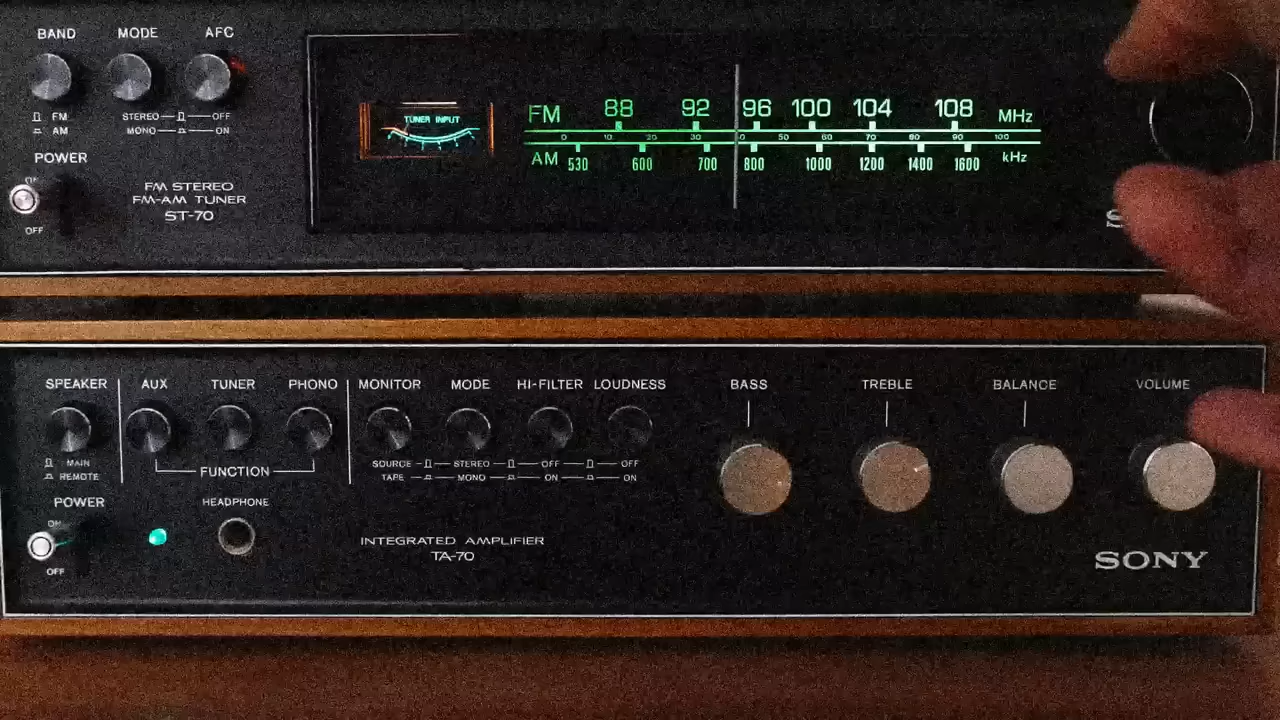 BAND MODE AFC
FM STEREO OFF
AM MONO ON
POWER
ON
OFF
FM STEREO
FM-AM TUNER
ST-70
TUNER INPUT
FM 88 92 96 100 104 108 MHz
0 10 20 30 40 50 60 70 80 90 100
AM 530 600 700 800 1000 1200 1400 1600 kHz
SPEAKER AUX TUNER PHONO MONITOR MODE HI-FILTER LOUDNESS BASS TREBLE BALANCE VOLUME
MAIN SOURCE STEREO OFF OFF
REMOTE FUNCTION TAPE MONO ON ON
POWER HEADPHONE
ON
OFF
INTEGRATED AMPLIFIER
TA-70
SONY